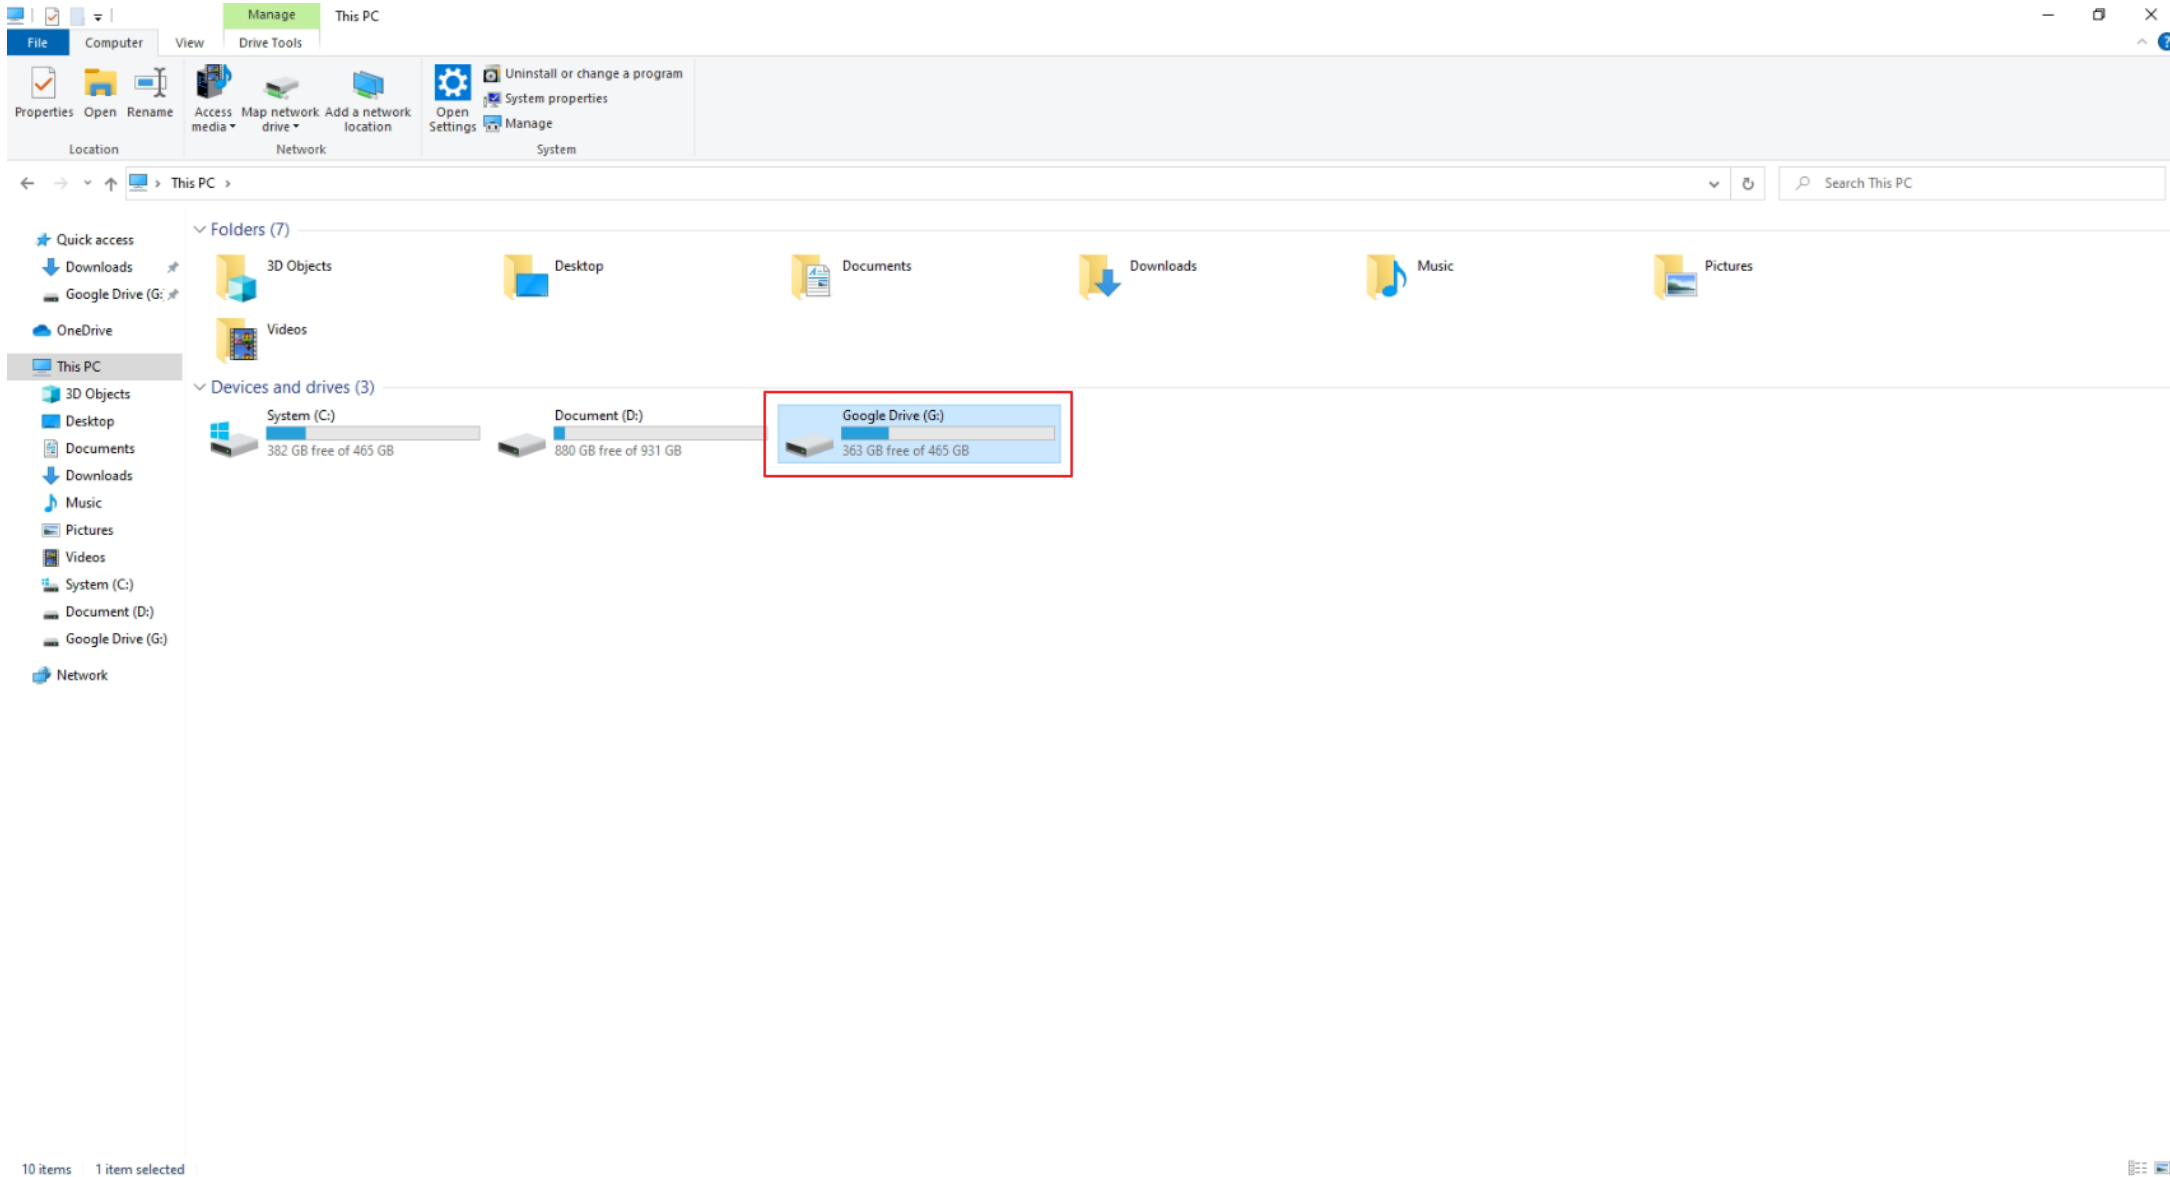 Manage This PC
File Computer View Drive Tools
Uninstall or change a program
System properties
Manage
Properties Open Rename Access media Map network drive Add a network location Open Settings
Location Network System
This PC
Search This PC
Quick access
Downloads
Google Drive (G:
OneDrive
This PC
3D Objects
Desktop
Documents
Downloads
Music
Pictures
Videos
System (C:)
Document (D:)
Google Drive (G:)
Network
Folders (7)
3D Objects Desktop Documents Downloads Music Pictures
Videos
Devices and drives (3)
System (C:)
382 GB free of 465 GB
Document (D:)
880 GB free of 931 GB
Google Drive (G:)
363 GB free of 465 GB
10 items 1 item selected